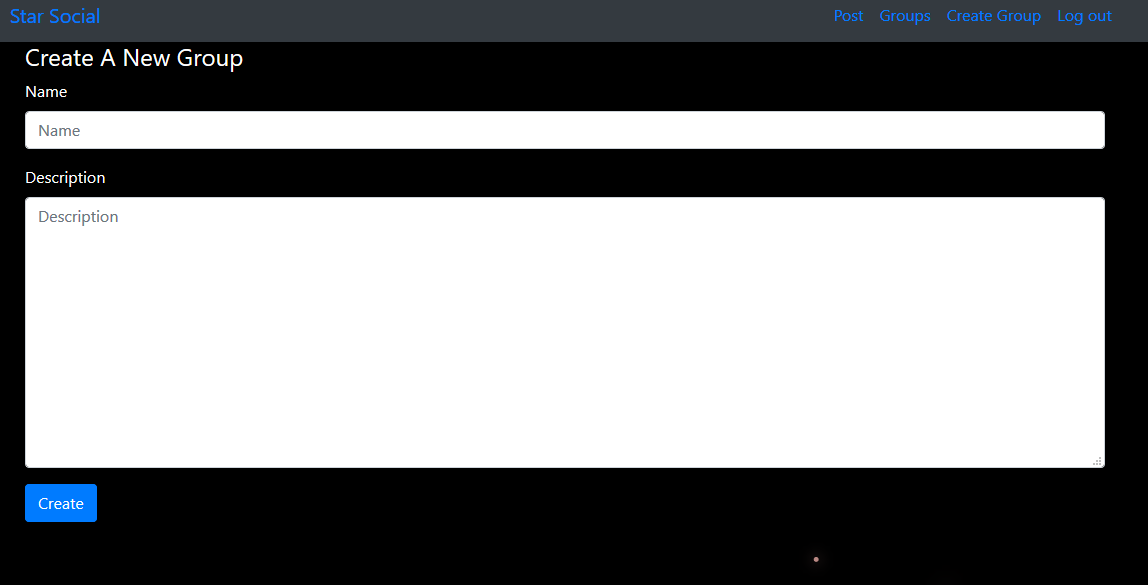 Star Social Post Groups Create Group Log out
Create A New Group
Name
Name
Description
Description
Create